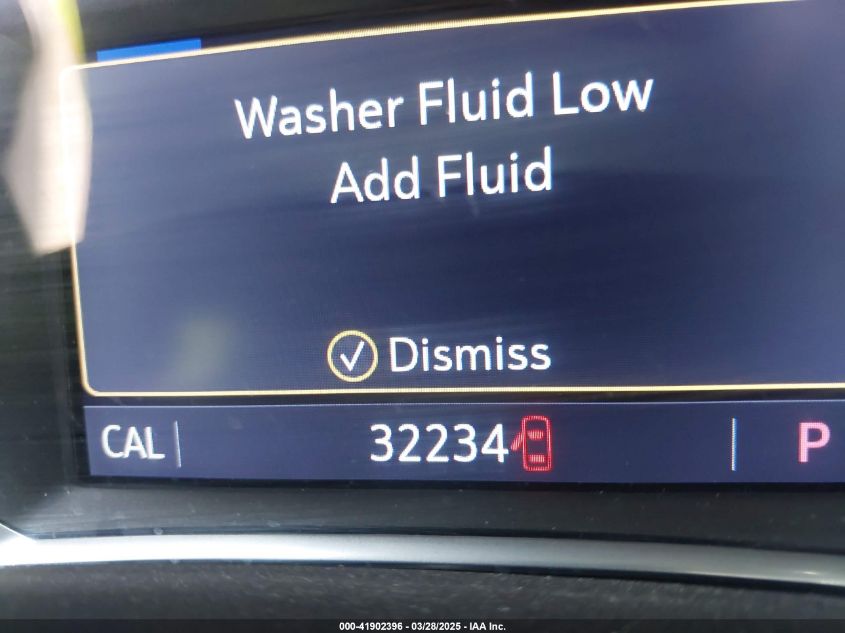 Washer Fluid Low
Add Fluid
Dismiss
CAL 32234 P
000-41902396 - 03/28/2025 - IAA Inc.